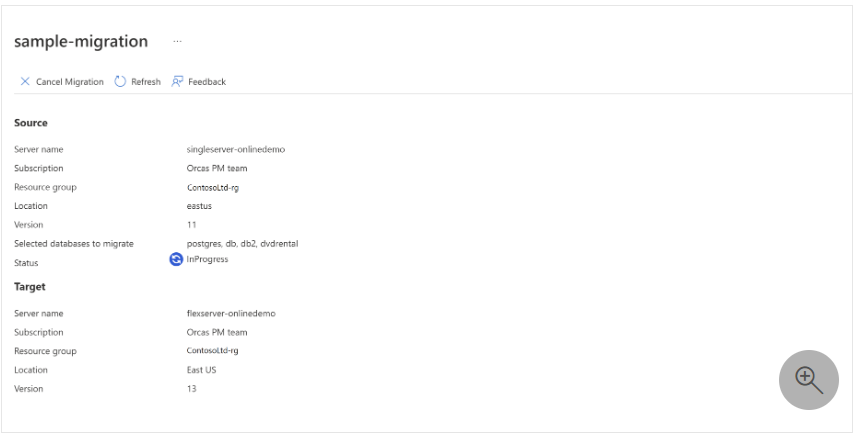 sample-migration ...
Cancel Migration Refresh Feedback
Source
Server name singleserver-onlinedemo
Subscription Orcas PM team
Resource group ContosoLtd-rg
Location eastus
Version 11
Selected databases to migrate postgres, db, db2, dvdrental
Status InProgress
Target
Server name flexserver-onlinedemo
Subscription Orcas PM team
Resource group ContosoLtd-rg
Location East US
Version 13